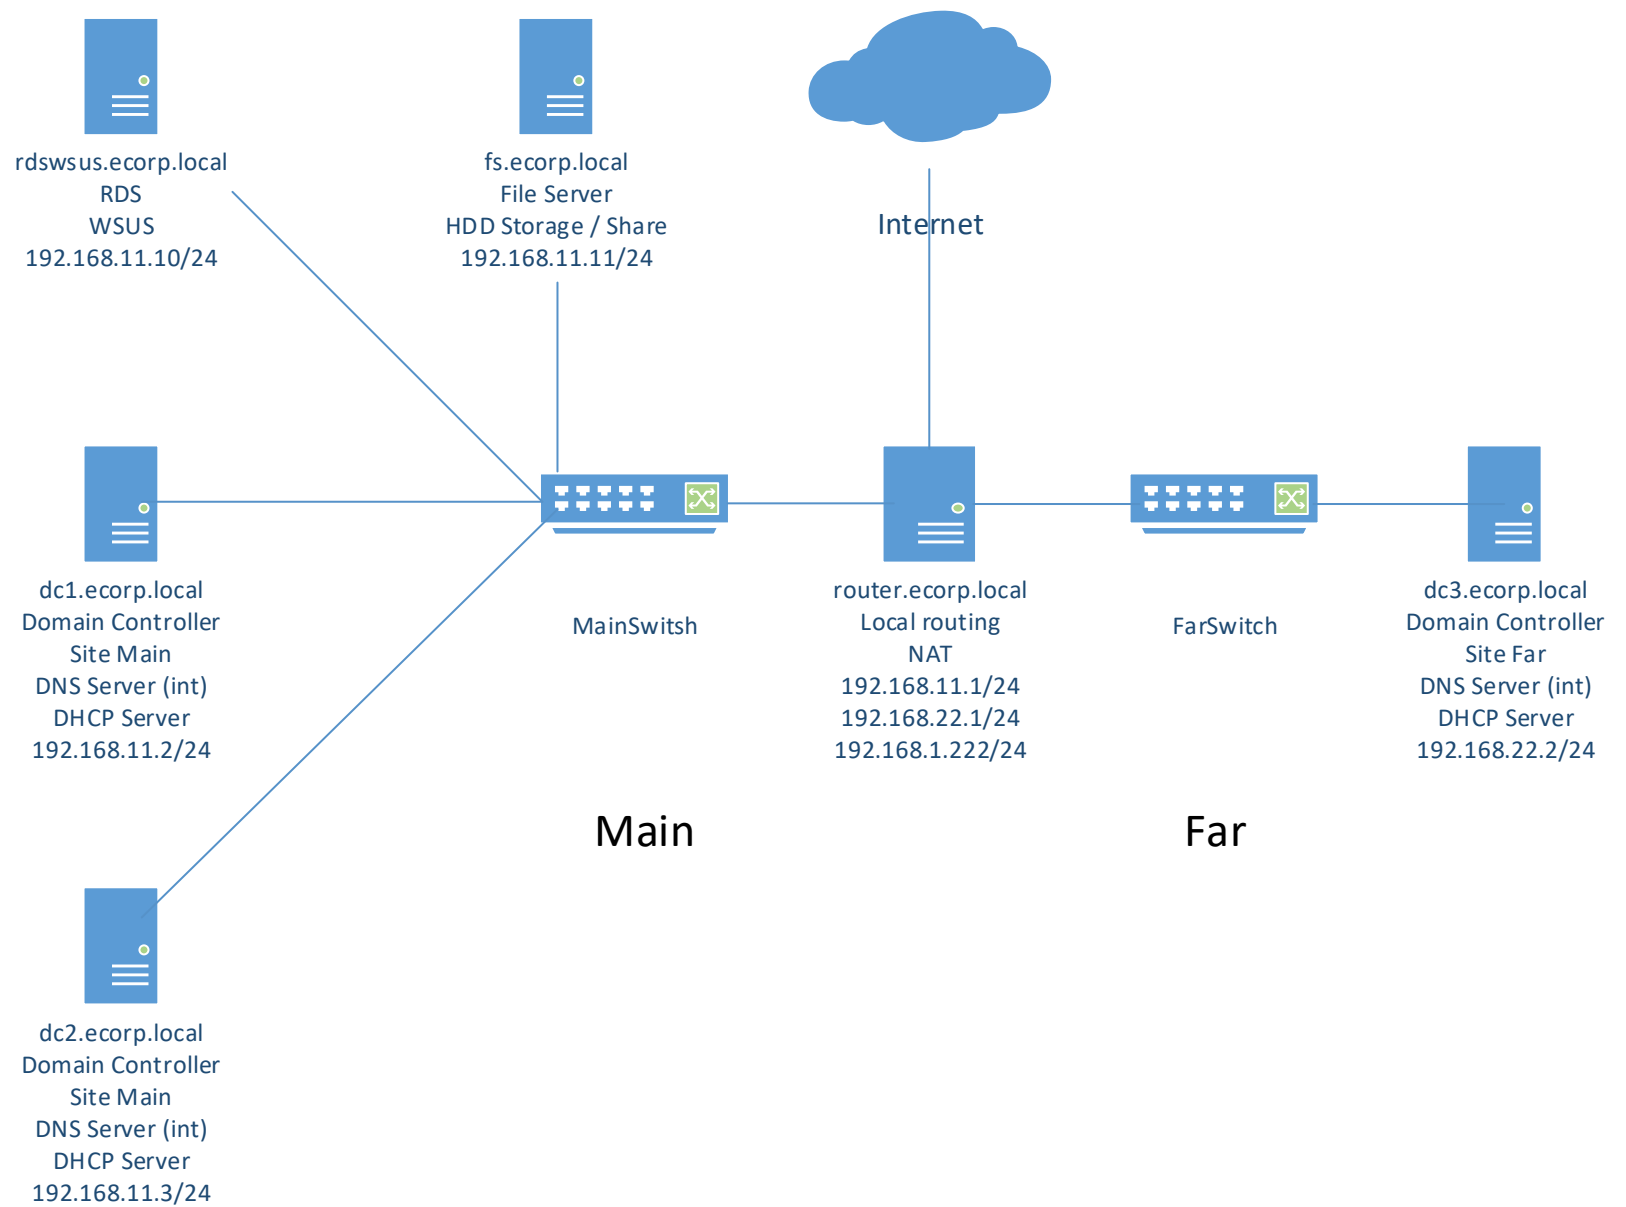 rdswsus.ecorp.local
RDS
WSUS
192.168.11.10/24
fs.ecorp.local
File Server
HDD Storage / Share
192.168.11.11/24
Internet
dc1.ecorp.local
Domain Controller
Site Main
DNS Server (int)
DHCP Server
192.168.11.2/24
MainSwitsh
router.ecorp.local
Local routing
NAT
192.168.11.1/24
192.168.22.1/24
192.168.1.222/24
FarSwitch
dc3.ecorp.local
Domain Controller
Site Far
DNS Server (int)
DHCP Server
192.168.22.2/24
Main
Far
dc2.ecorp.local
Domain Controller
Site Main
DNS Server (int)
DHCP Server
192.168.11.3/24